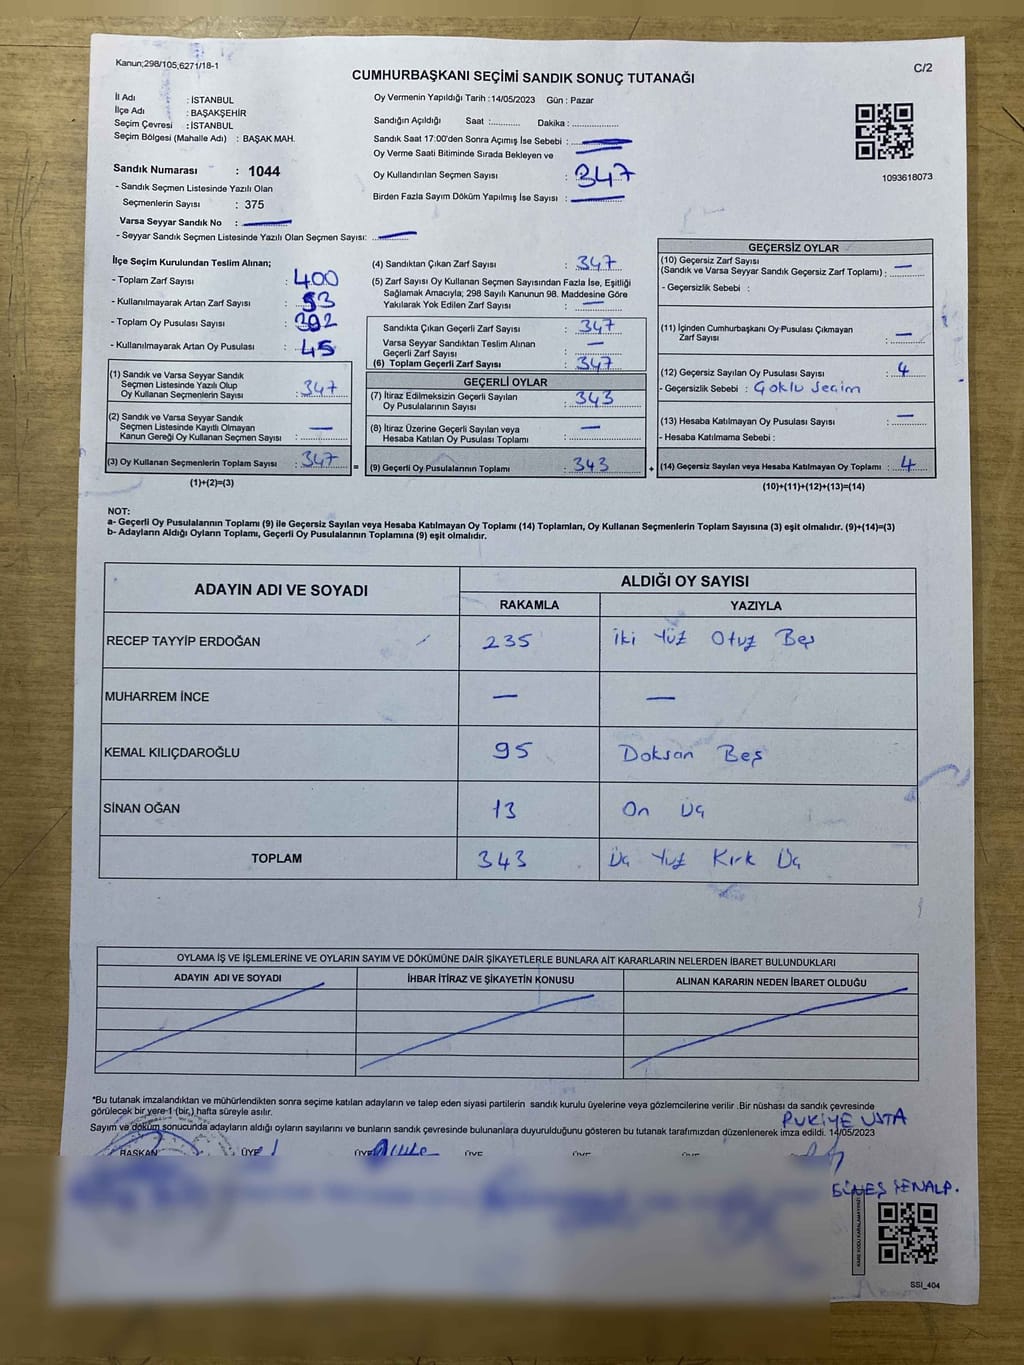 Kanun;298/105,6271/18-1
C/2
CUMHURBAŞKANI SEÇİMİ SANDIK SONUÇ TUTANAĞI
İl Adı : İSTANBUL
İlçe Adı : BAŞAKŞEHİR
Seçim Çevresi : İSTANBUL
Seçim Bölgesi (Mahalle Adı) : BAŞAK MAH.
Oy Vermenin Yapıldığı Tarih : 14/05/2023 Gün : Pazar
Sandığın Açıldığı Saat :........... Dakika :..................
Sandık Saat 17:00'den Sonra Açımış İse Sebebi : —
Oy Verme Saati Bitiminde Sırada Bekleyen ve
Oy Kullandırılan Seçmen Sayısı : 347
Birden Fazla Sayım Döküm Yapılmış İse Sayısı : —
1093618073
Sandık Numarası : 1044
- Sandık Seçmen Listesinde Yazılı Olan
Seçmenlerin Sayısı : 375
Varsa Seyyar Sandık No : —
- Seyyar Sandık Seçmen Listesinde Yazılı Olan Seçmen Sayısı: —
İlçe Seçim Kurulundan Teslim Alınan;
- Toplam Zarf Sayısı : 400
- Kullanılmayarak Artan Zarf Sayısı : 53
- Toplam Oy Pusulası Sayısı : 392
- Kullanılmayarak Artan Oy Pusulası : 45
(1) Sandık ve Varsa Seyyar Sandık
Seçmen Listesinde Yazılı Olup
Oy Kullanan Seçmenlerin Sayısı : 347
(2) Sandık ve Varsa Seyyar Sandık
Seçmen Listesinde Kayıtlı Olmayan —
Kanun Gereği Oy Kullanan Seçmen Sayısı :
(3) Oy Kullanan Seçmenlerin Toplam Sayısı : 347
(1)+(2)=(3)
=
(4) Sandıktan Çıkan Zarf Sayısı : 347
(5) Zarf Sayısı Oy Kullanan Seçmen Sayısından Fazla İse, Eşitliği
Sağlamak Amacıyla; 298 Sayılı Kanunun 98. Maddesine Göre
Yakılarak Yok Edilen Zarf Sayısı : —
Sandıkta Çıkan Geçerli Zarf Sayısı : 347
Varsa Seyyar Sandıktan Teslim Alınan —
Geçerli Zarf Sayısı :
(6) Toplam Geçerli Zarf Sayısı : 347
GEÇERLİ OYLAR
(7) İtiraz Edilmeksizin Geçerli Sayılan
Oy Pusulalarının Sayısı : 343
(8) İtiraz Üzerine Geçerli Sayılan veya —
Hesaba Katılan Oy Pusulası Toplamı :
(9) Geçerli Oy Pusulalarının Toplamı : 343
+
GEÇERSİZ OYLAR
(10) Geçersiz Zarf Sayısı —
(Sandık ve Varsa Seyyar Sandık Geçersiz Zarf Toplamı) :
- Geçersizlik Sebebi :
(11) İçinden Cumhurbaşkanı Oy Pusulası Çıkmayan
Zarf Sayısı : —
(12) Geçersiz Sayılan Oy Pusulası Sayısı : 4
- Geçersizlik Sebebi : Çoklu Seçim
(13) Hesaba Katılmayan Oy Pusulası Sayısı : —
- Hesaba Katılmama Sebebi :
(14) Geçersiz Sayılan veya Hesaba Katılmayan Oy Toplamı : 4
(10)+(11)+(12)+(13)=(14)
NOT:
a- Geçerli Oy Pusulalarının Toplamı (9) ile Geçersiz Sayılan veya Hesaba Katılmayan Oy Toplamı (14) Toplamları, Oy Kullanan Seçmenlerin Toplam Sayısına (3) eşit olmalıdır. (9)+(14)=(3)
b- Adayların Aldığı Oyların Toplamı, Geçerli Oy Pusulalarının Toplamına (9) eşit olmalıdır.
ADAYIN ADI VE SOYADI
ALDIĞI OY SAYISI
RAKAMLA YAZIYLA
RECEP TAYYİP ERDOĞAN 235 İki Yüz Otuz Beş
MUHARREM İNCE — —
KEMAL KILIÇDAROĞLU 95 Doksan Beş
SİNAN OĞAN 13 On Üç
TOPLAM 343 Üç Yüz Kırk Üç
OYLAMA İŞ VE İŞLEMLERİNE VE OYLARIN SAYIM VE DÖKÜMÜNE DAİR ŞİKAYETLERLE BUNLARA AİT KARARLARIN NELERDEN İBARET BULUNDUKLARI
ADAYIN ADI VE SOYADI İHBAR İTİRAZ VE ŞİKAYETİN KONUSU ALINAN KARARIN NEDEN İBARET OLDUĞU
*Bu tutanak imzalandıktan ve mühürlendikten sonra seçime katılan adayların ve talep eden siyasi partilerin sandık kurulu üyelerine veya gözlemcilerine verilir .Bir nüshası da sandık çevresinde
görülecek bir yere 1 (bir,) hafta süreyle asılır.
Sayım ve döküm sonucunda adayların aldığı oyların sayılarını ve bunların sandık çevresinde bulunanlara duyurulduğunu gösteren bu tutanak tarafımızdan düzenlenerek imza edildi. 14/05/2023
RUKİYE USTA
BAŞKAN ÜYE ÜYE ÜYE ÜYE
GÜNEŞ ŞENALP.
SSI_404